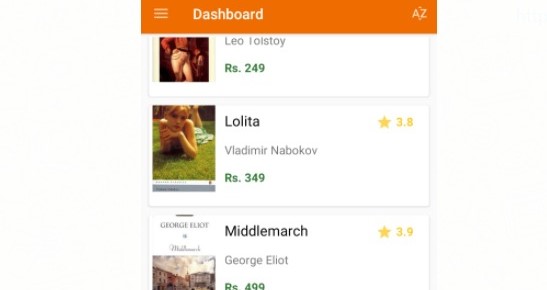 Dashboard
AZ
Leo Tolstoy
Rs. 249
Lolita
3.8
Vladimir Nabokov
Rs. 349
GEORGE ELIOT
Middlemarch
Middlemarch
3.9
George Eliot
Rs. 499